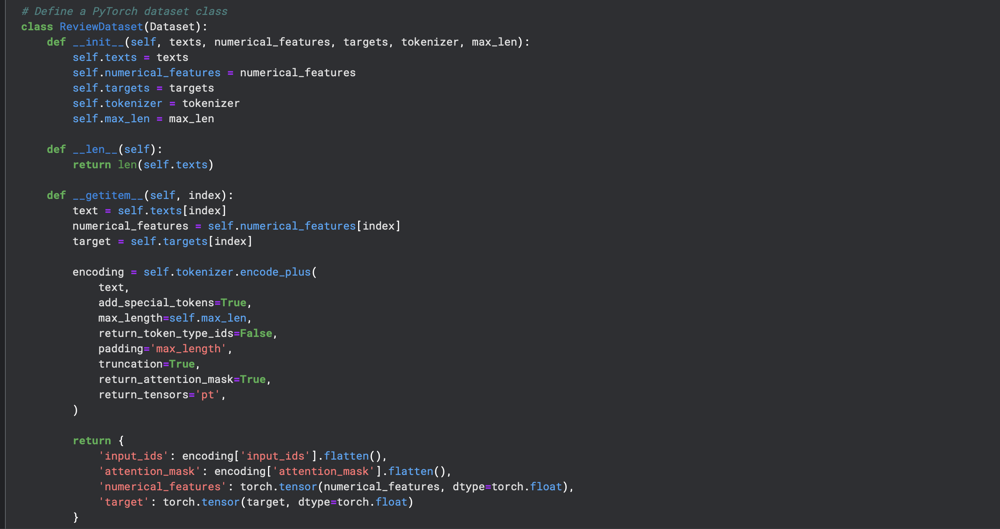 # Define a PyTorch dataset class
class ReviewDataset(Dataset):
    def __init__(self, texts, numerical_features, targets, tokenizer, max_len):
        self.texts = texts
        self.numerical_features = numerical_features
        self.targets = targets
        self.tokenizer = tokenizer
        self.max_len = max_len

    def __len__(self):
        return len(self.texts)

    def __getitem__(self, index):
        text = self.texts[index]
        numerical_features = self.numerical_features[index]
        target = self.targets[index]

        encoding = self.tokenizer.encode_plus(
            text,
            add_special_tokens=True,
            max_length=self.max_len,
            return_token_type_ids=False,
            padding='max_length',
            truncation=True,
            return_attention_mask=True,
            return_tensors='pt',
        )

        return {
            'input_ids': encoding['input_ids'].flatten(),
            'attention_mask': encoding['attention_mask'].flatten(),
            'numerical_features': torch.tensor(numerical_features, dtype=torch.float),
            'target': torch.tensor(target, dtype=torch.float)
        }